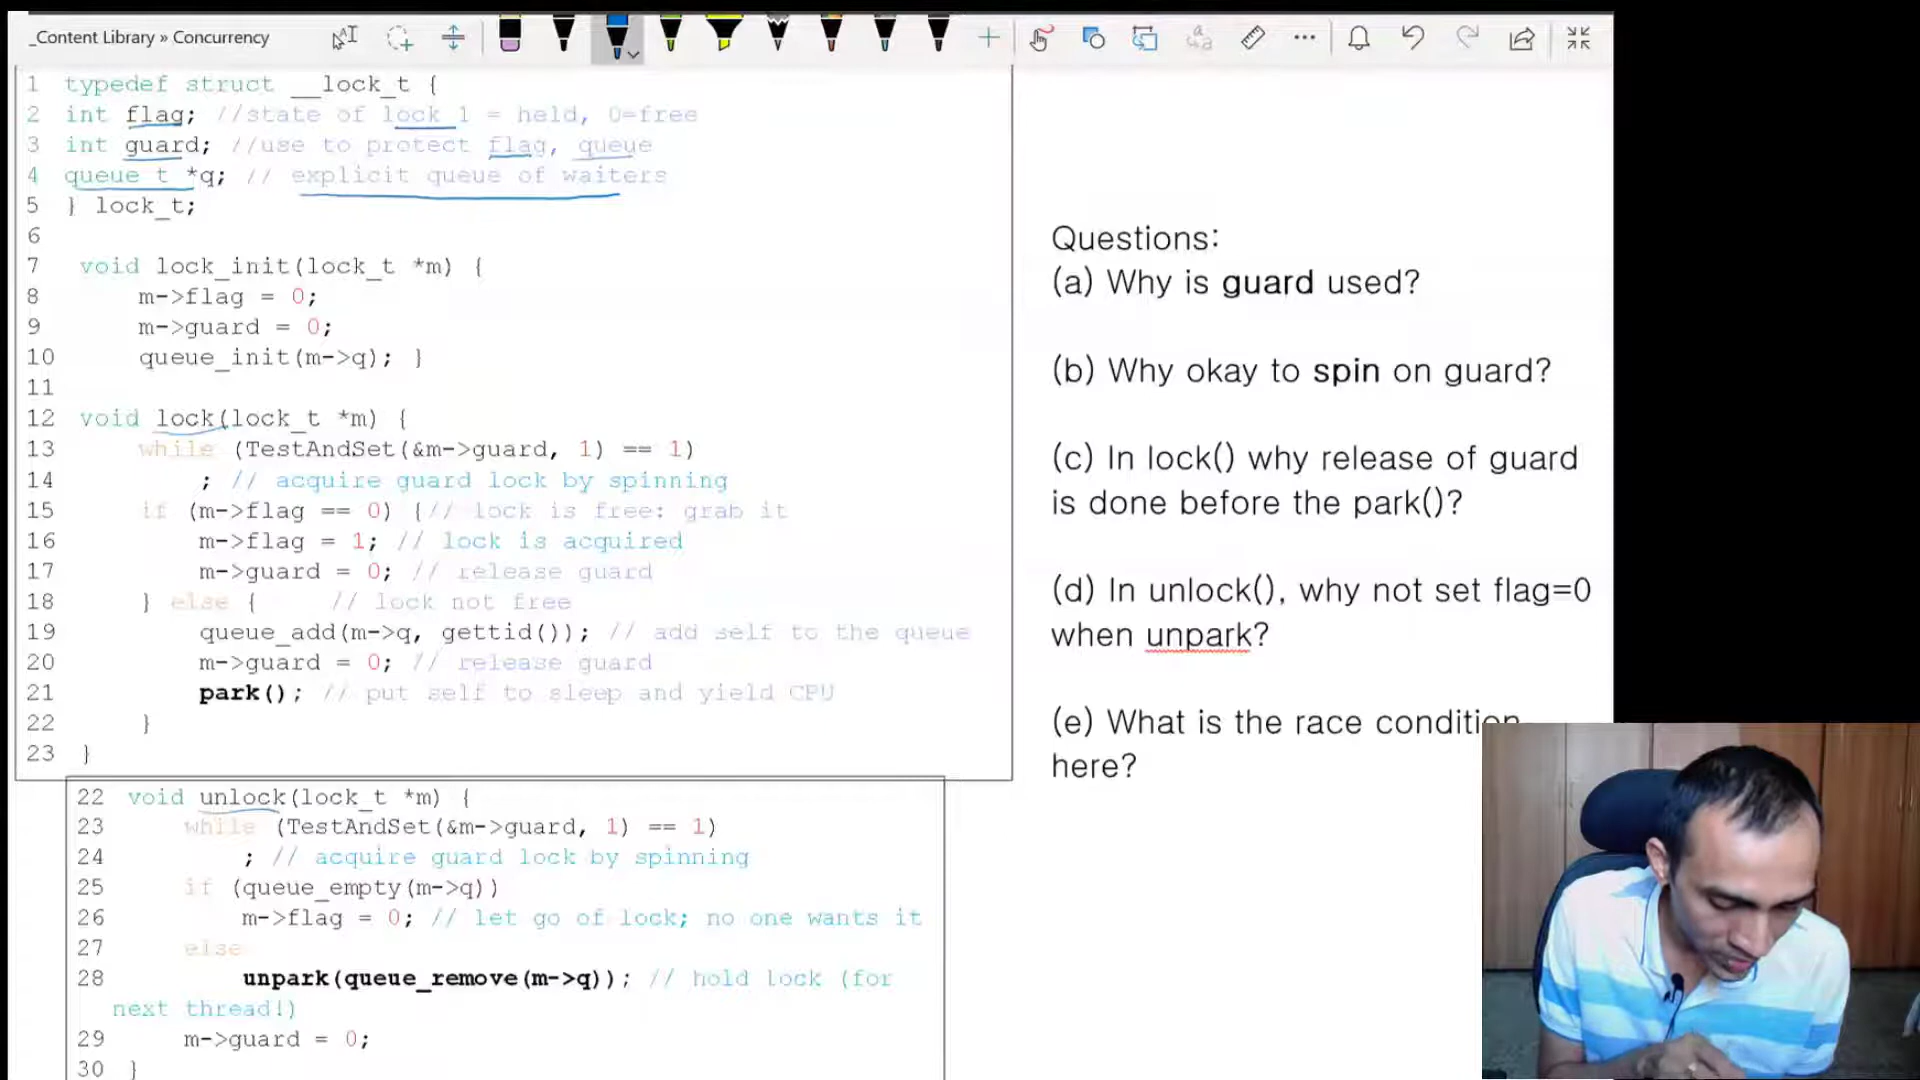 _Content Library » Concurrency
1 typedef struct __lock_t {
2 int flag; //state of lock 1 = held, 0=free
3 int guard; //use to protect flag, queue
4 queue_t *q; // explicit queue of waiters
5 } lock_t;
6
7 void lock_init(lock_t *m) {
8 m->flag = 0;
9 m->guard = 0;
10 queue_init(m->q); }
11
12 void lock(lock_t *m) {
13 while (TestAndSet(&m->guard, 1) == 1)
14 ; // acquire guard lock by spinning
15 if (m->flag == 0) {// lock is free: grab it
16 m->flag = 1; // lock is acquired
17 m->guard = 0; // release guard
18 } else { // lock not free
19 queue_add(m->q, gettid()); // add self to the queue
20 m->guard = 0; // release guard
21 park(); // put self to sleep and yield CPU
22 }
23 }
22 void unlock(lock_t *m) {
23 while (TestAndSet(&m->guard, 1) == 1)
24 ; // acquire guard lock by spinning
25 if (queue_empty(m->q))
26 m->flag = 0; // let go of lock; no one wants it
27 else
28 unpark(queue_remove(m->q)); // hold lock (for
next thread!)
29 m->guard = 0;
30 }
Questions:
(a) Why is guard used?
(b) Why okay to spin on guard?
(c) In lock() why release of guard
is done before the park()?
(d) In unlock(), why not set flag=0
when unpark?
(e) What is the race condition
here?